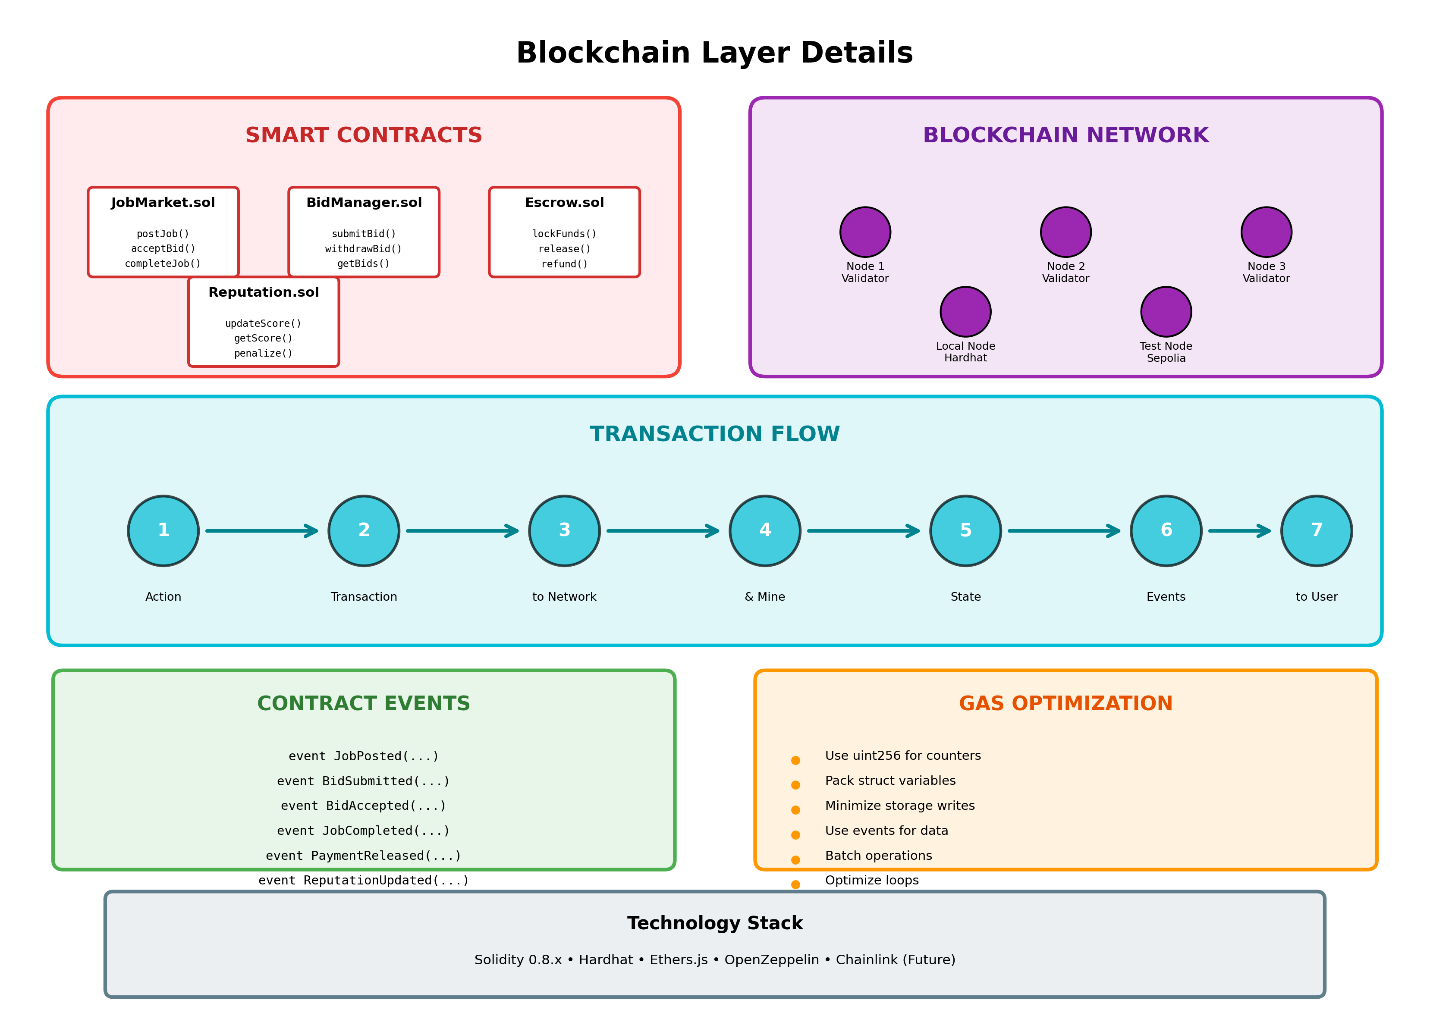 Blockchain Layer Details
SMART CONTRACTS
JobMarket.sol
postJob()
acceptBid()
completeJob()
BidManager.sol
submitBid()
withdrawBid()
getBids()
Escrow.sol
lockFunds()
release()
refund()
Reputation.sol
updateScore()
getScore()
penalize()
BLOCKCHAIN NETWORK
Node 1
Validator
Node 2
Validator
Node 3
Validator
Local Node
Hardhat
Test Node
Sepolia
TRANSACTION FLOW
1
Action
2
Transaction
3
to Network
4
& Mine
5
State
6
Events
7
to User
CONTRACT EVENTS
event JobPosted(...)
event BidSubmitted(...)
event BidAccepted(...)
event JobCompleted(...)
event PaymentReleased(...)
event ReputationUpdated(...)
GAS OPTIMIZATION
● Use uint256 for counters
● Pack struct variables
● Minimize storage writes
● Use events for data
● Batch operations
● Optimize loops
Technology Stack
Solidity 0.8.x • Hardhat • Ethers.js • OpenZeppelin • Chainlink (Future)